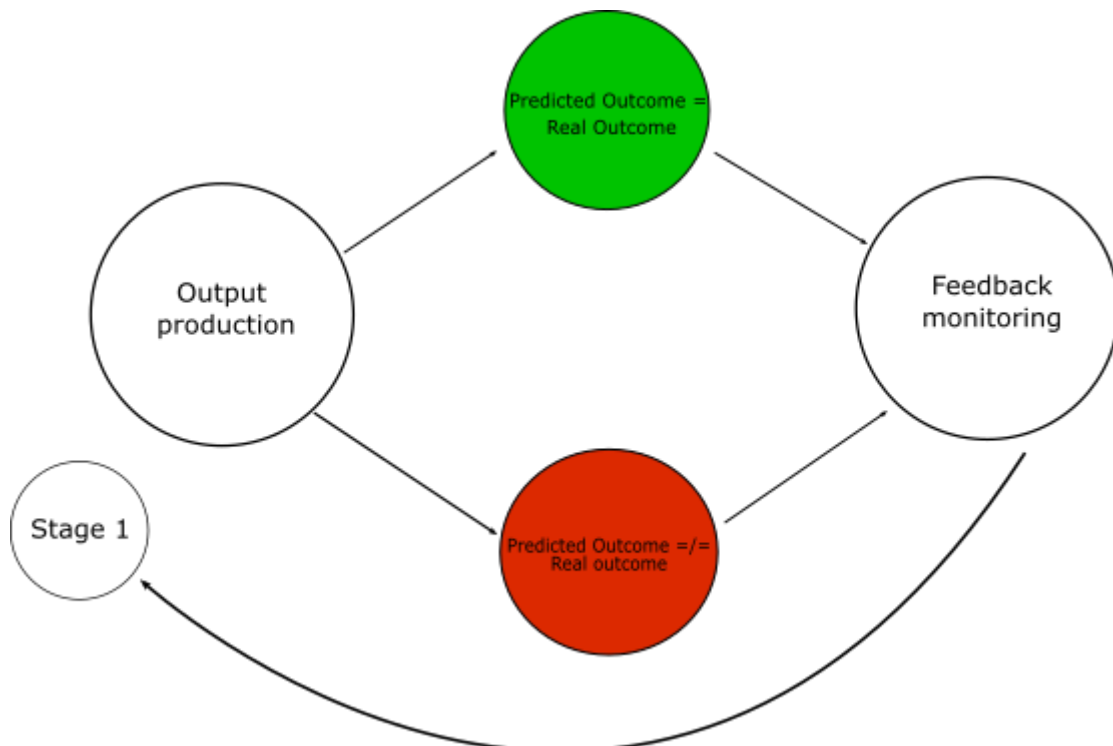 Predicted Outcome =
Real Outcome
Output
production
Feedback
monitoring
Stage 1
Predicted Outcome =/=
Real outcome